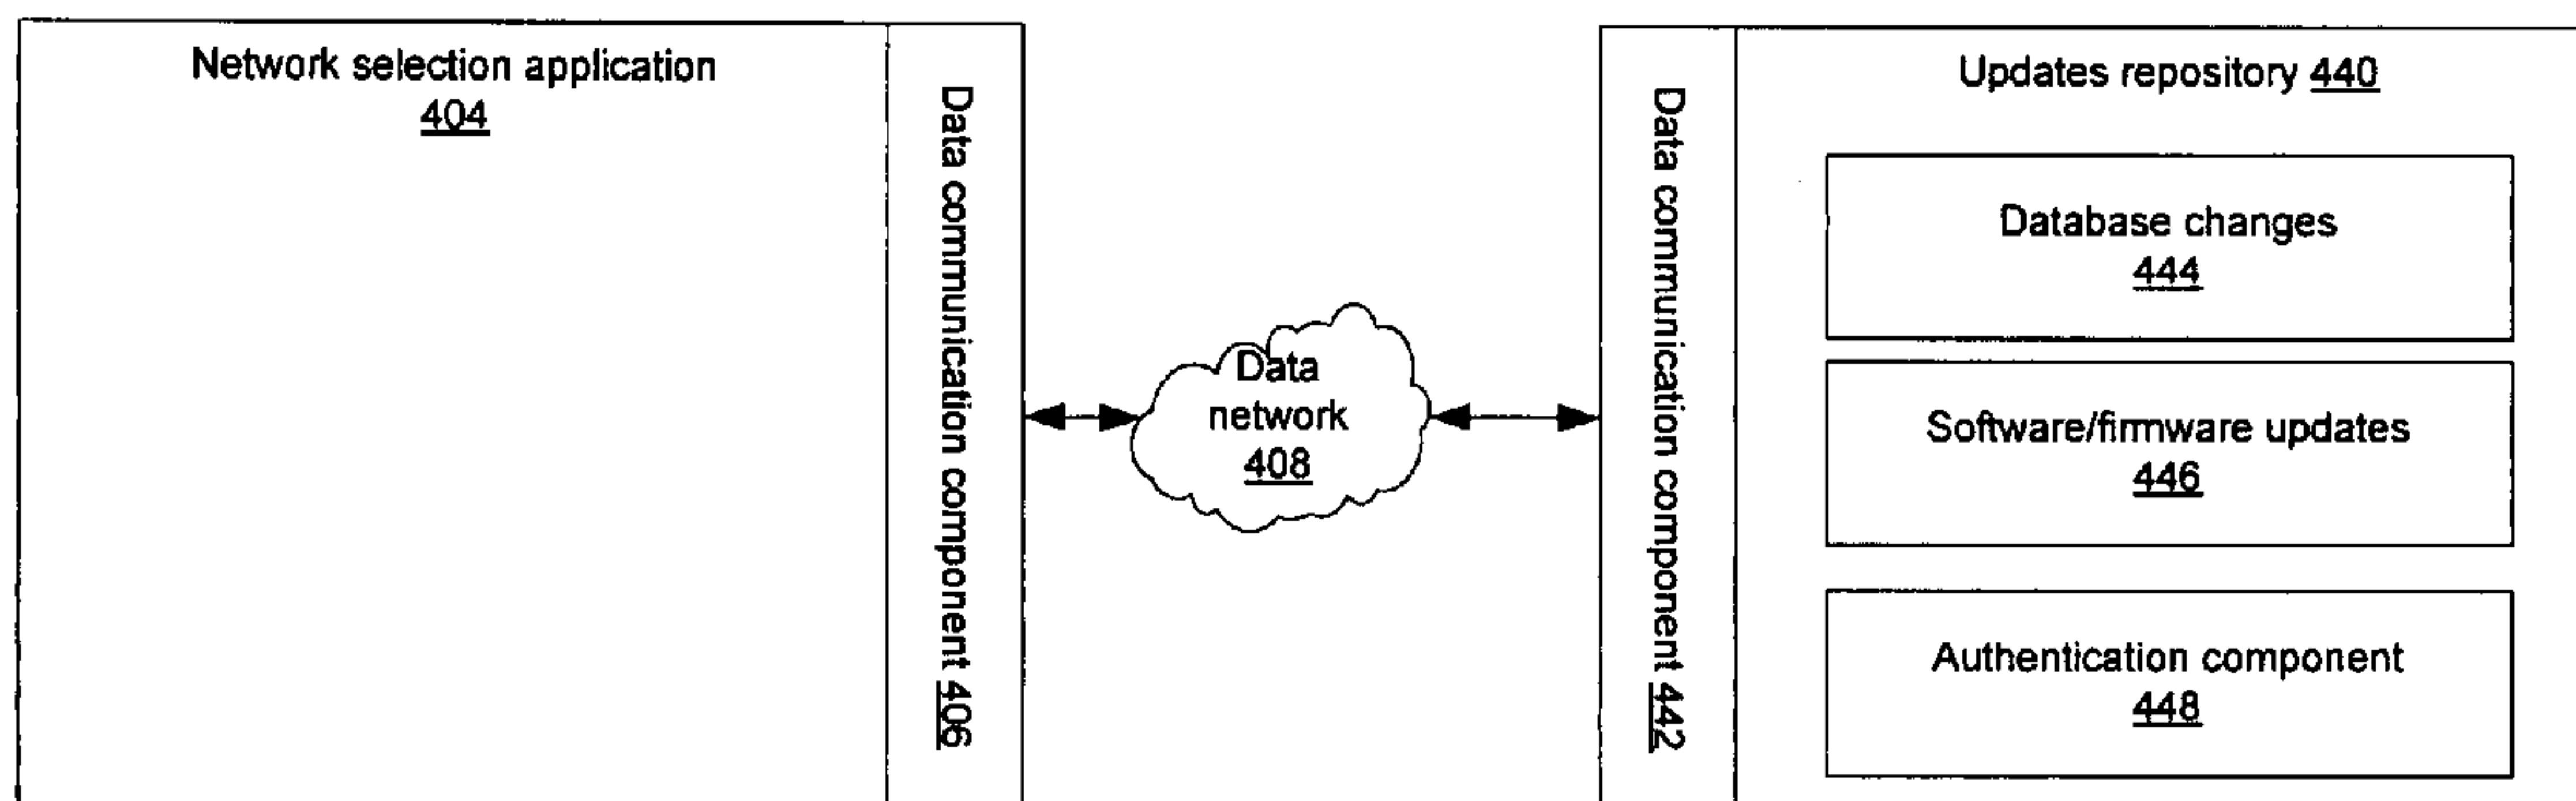 Network selection application
404
Data communication component 406
Data
network
408
Data communication component 442
Updates repository 440
Database changes
444
Software/firmware updates
446
Authentication component
448